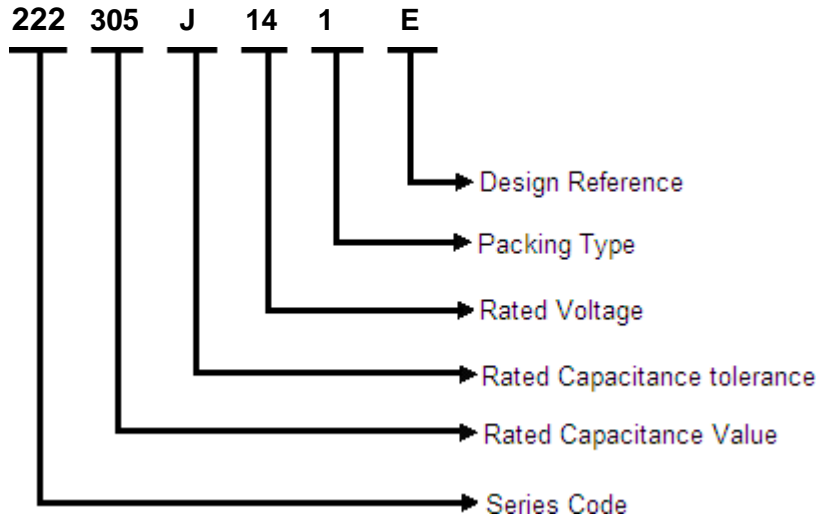 222 305 J 14 1 E
Design Reference
Packing Type
Rated Voltage
Rated Capacitance tolerance
Rated Capacitance Value
Series Code